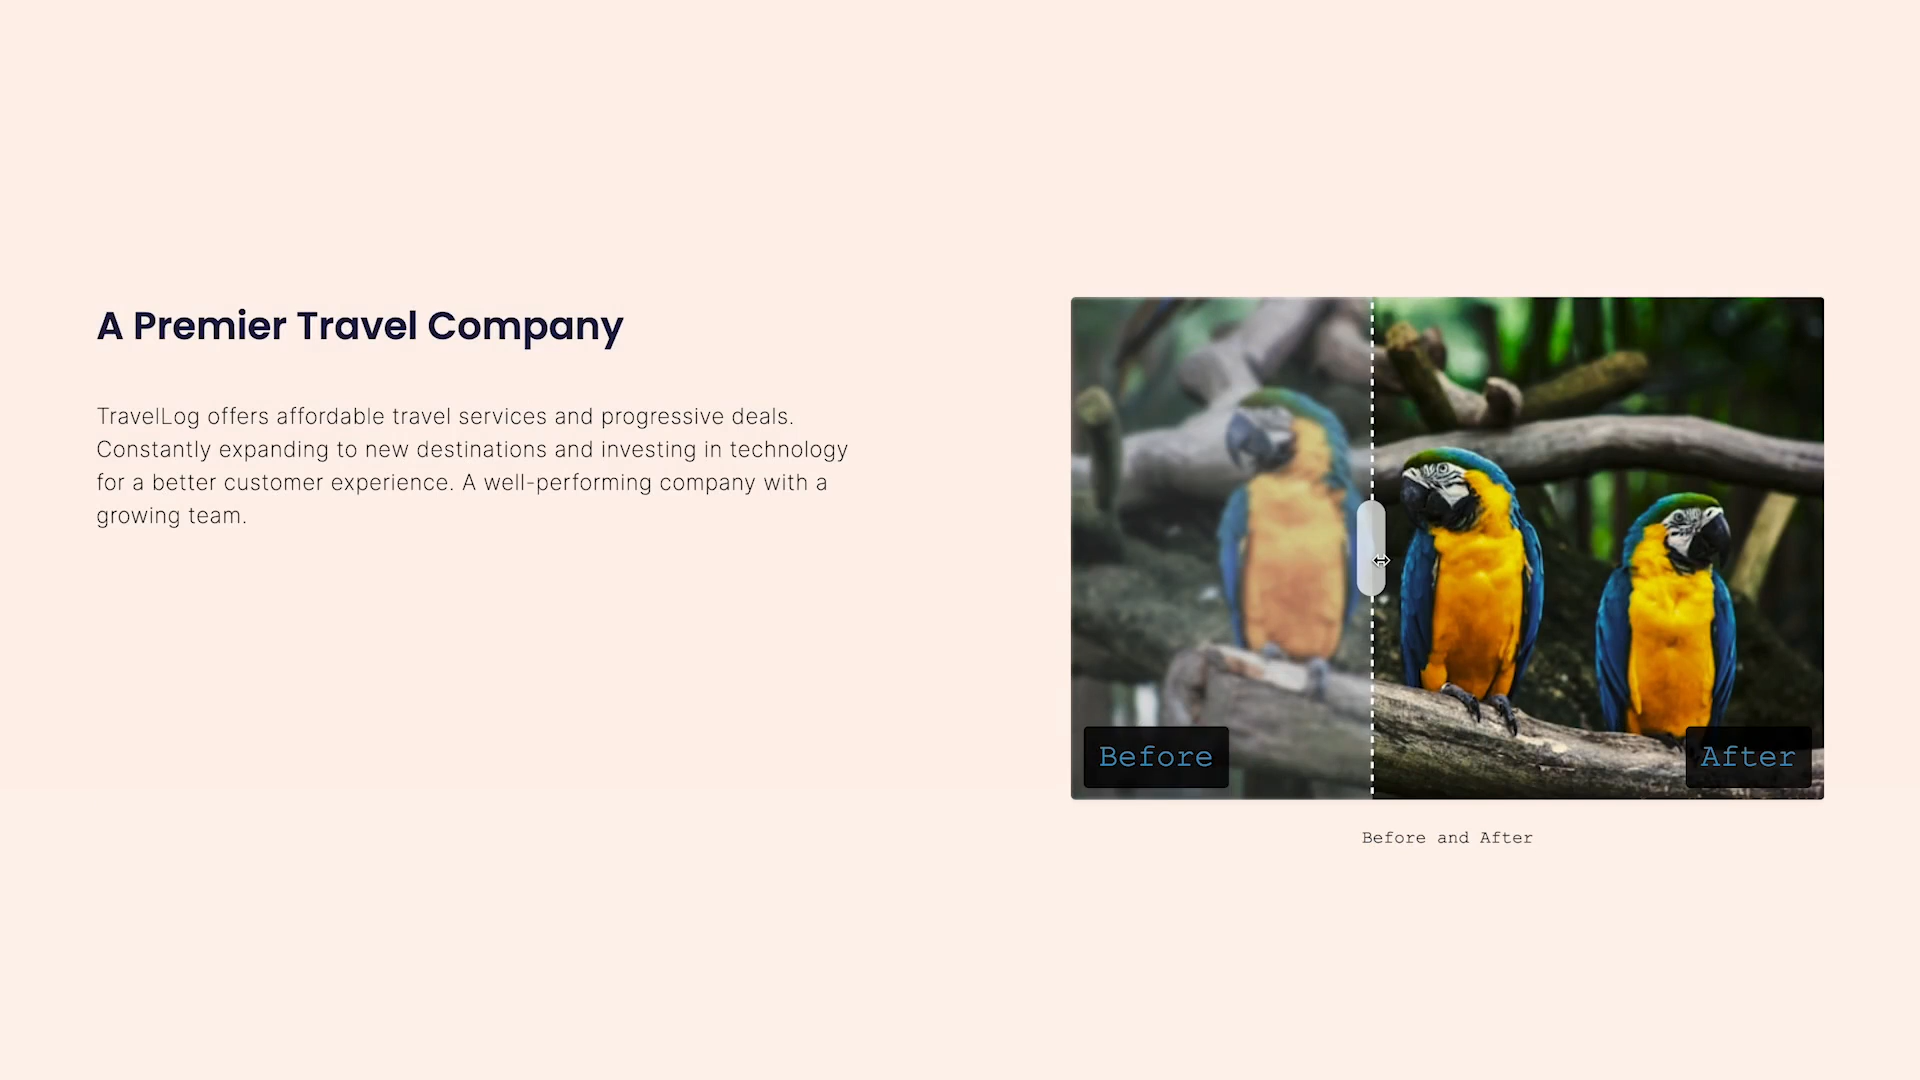 A Premier Travel Company
TravelLog offers affordable travel services and progressive deals.
Constantly expanding to new destinations and investing in technology
for a better customer experience. A well-performing company with a
growing team.
Before
After
Before and After